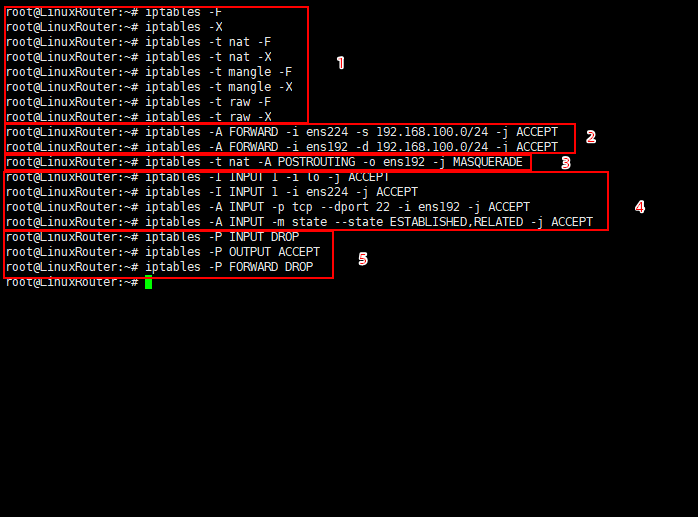 root@LinuxRouter:~# iptables -F
root@LinuxRouter:~# iptables -X
root@LinuxRouter:~# iptables -t nat -F
root@LinuxRouter:~# iptables -t nat -X
root@LinuxRouter:~# iptables -t mangle -F
root@LinuxRouter:~# iptables -t mangle -X
root@LinuxRouter:~# iptables -t raw -F
root@LinuxRouter:~# iptables -t raw -X
1
root@LinuxRouter:~# iptables -A FORWARD -i ens224 -s 192.168.100.0/24 -j ACCEPT
root@LinuxRouter:~# iptables -A FORWARD -i ens192 -d 192.168.100.0/24 -j ACCEPT
2
root@LinuxRouter:~# iptables -t nat -A POSTROUTING -o ens192 -j MASQUERADE
3
root@LinuxRouter:~# iptables -I INPUT 1 -i lo -j ACCEPT
root@LinuxRouter:~# iptables -I INPUT 1 -i ens224 -j ACCEPT
root@LinuxRouter:~# iptables -A INPUT -p tcp --dport 22 -i ens192 -j ACCEPT
root@LinuxRouter:~# iptables -A INPUT -m state --state ESTABLISHED,RELATED -j ACCEPT
4
root@LinuxRouter:~# iptables -P INPUT DROP
root@LinuxRouter:~# iptables -P OUTPUT ACCEPT
root@LinuxRouter:~# iptables -P FORWARD DROP
5
root@LinuxRouter:~#